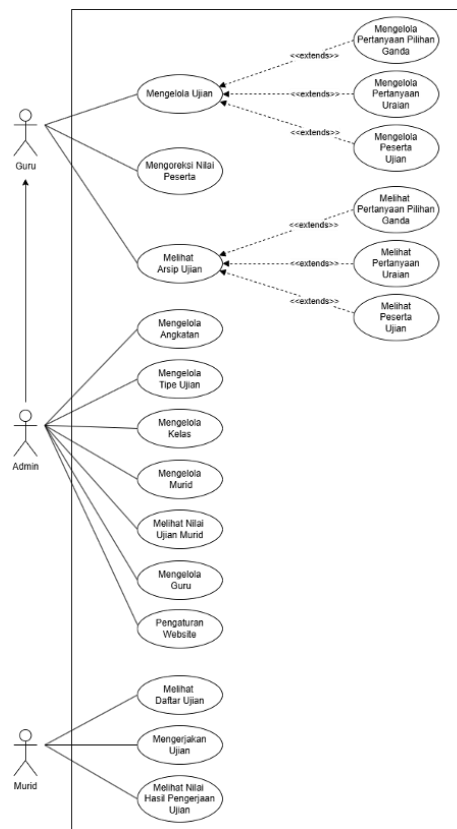 Mengelola
Pertanyaan Pilihan
Ganda
<<extends>>
Mengelola Ujian
<<extends>>
Mengelola
Pertanyaan
Uraian
<<extends>>
Mengelola
Peserta
Ujian
Guru
Mengoreksi Nilai
Peserta
Melihat
Pertanyaan Pilihan
Ganda
<<extends>>
Melihat
Arsip Ujian
<<extends>>
Melihat
Pertanyaan
Uraian
<<extends>>
Melihat
Peserta
Ujian
Mengelola
Angkatan
Mengelola
Tipe Ujian
Mengelola
Kelas
Admin
Mengelola
Murid
Melihat Nilai
Ujian Murid
Mengelola
Guru
Pengaturan
Website
Melihat
Daftar Ujian
Mengerjakan
Ujian
Murid
Melihat Nilai
Hasil Pengerjaan
Ujian